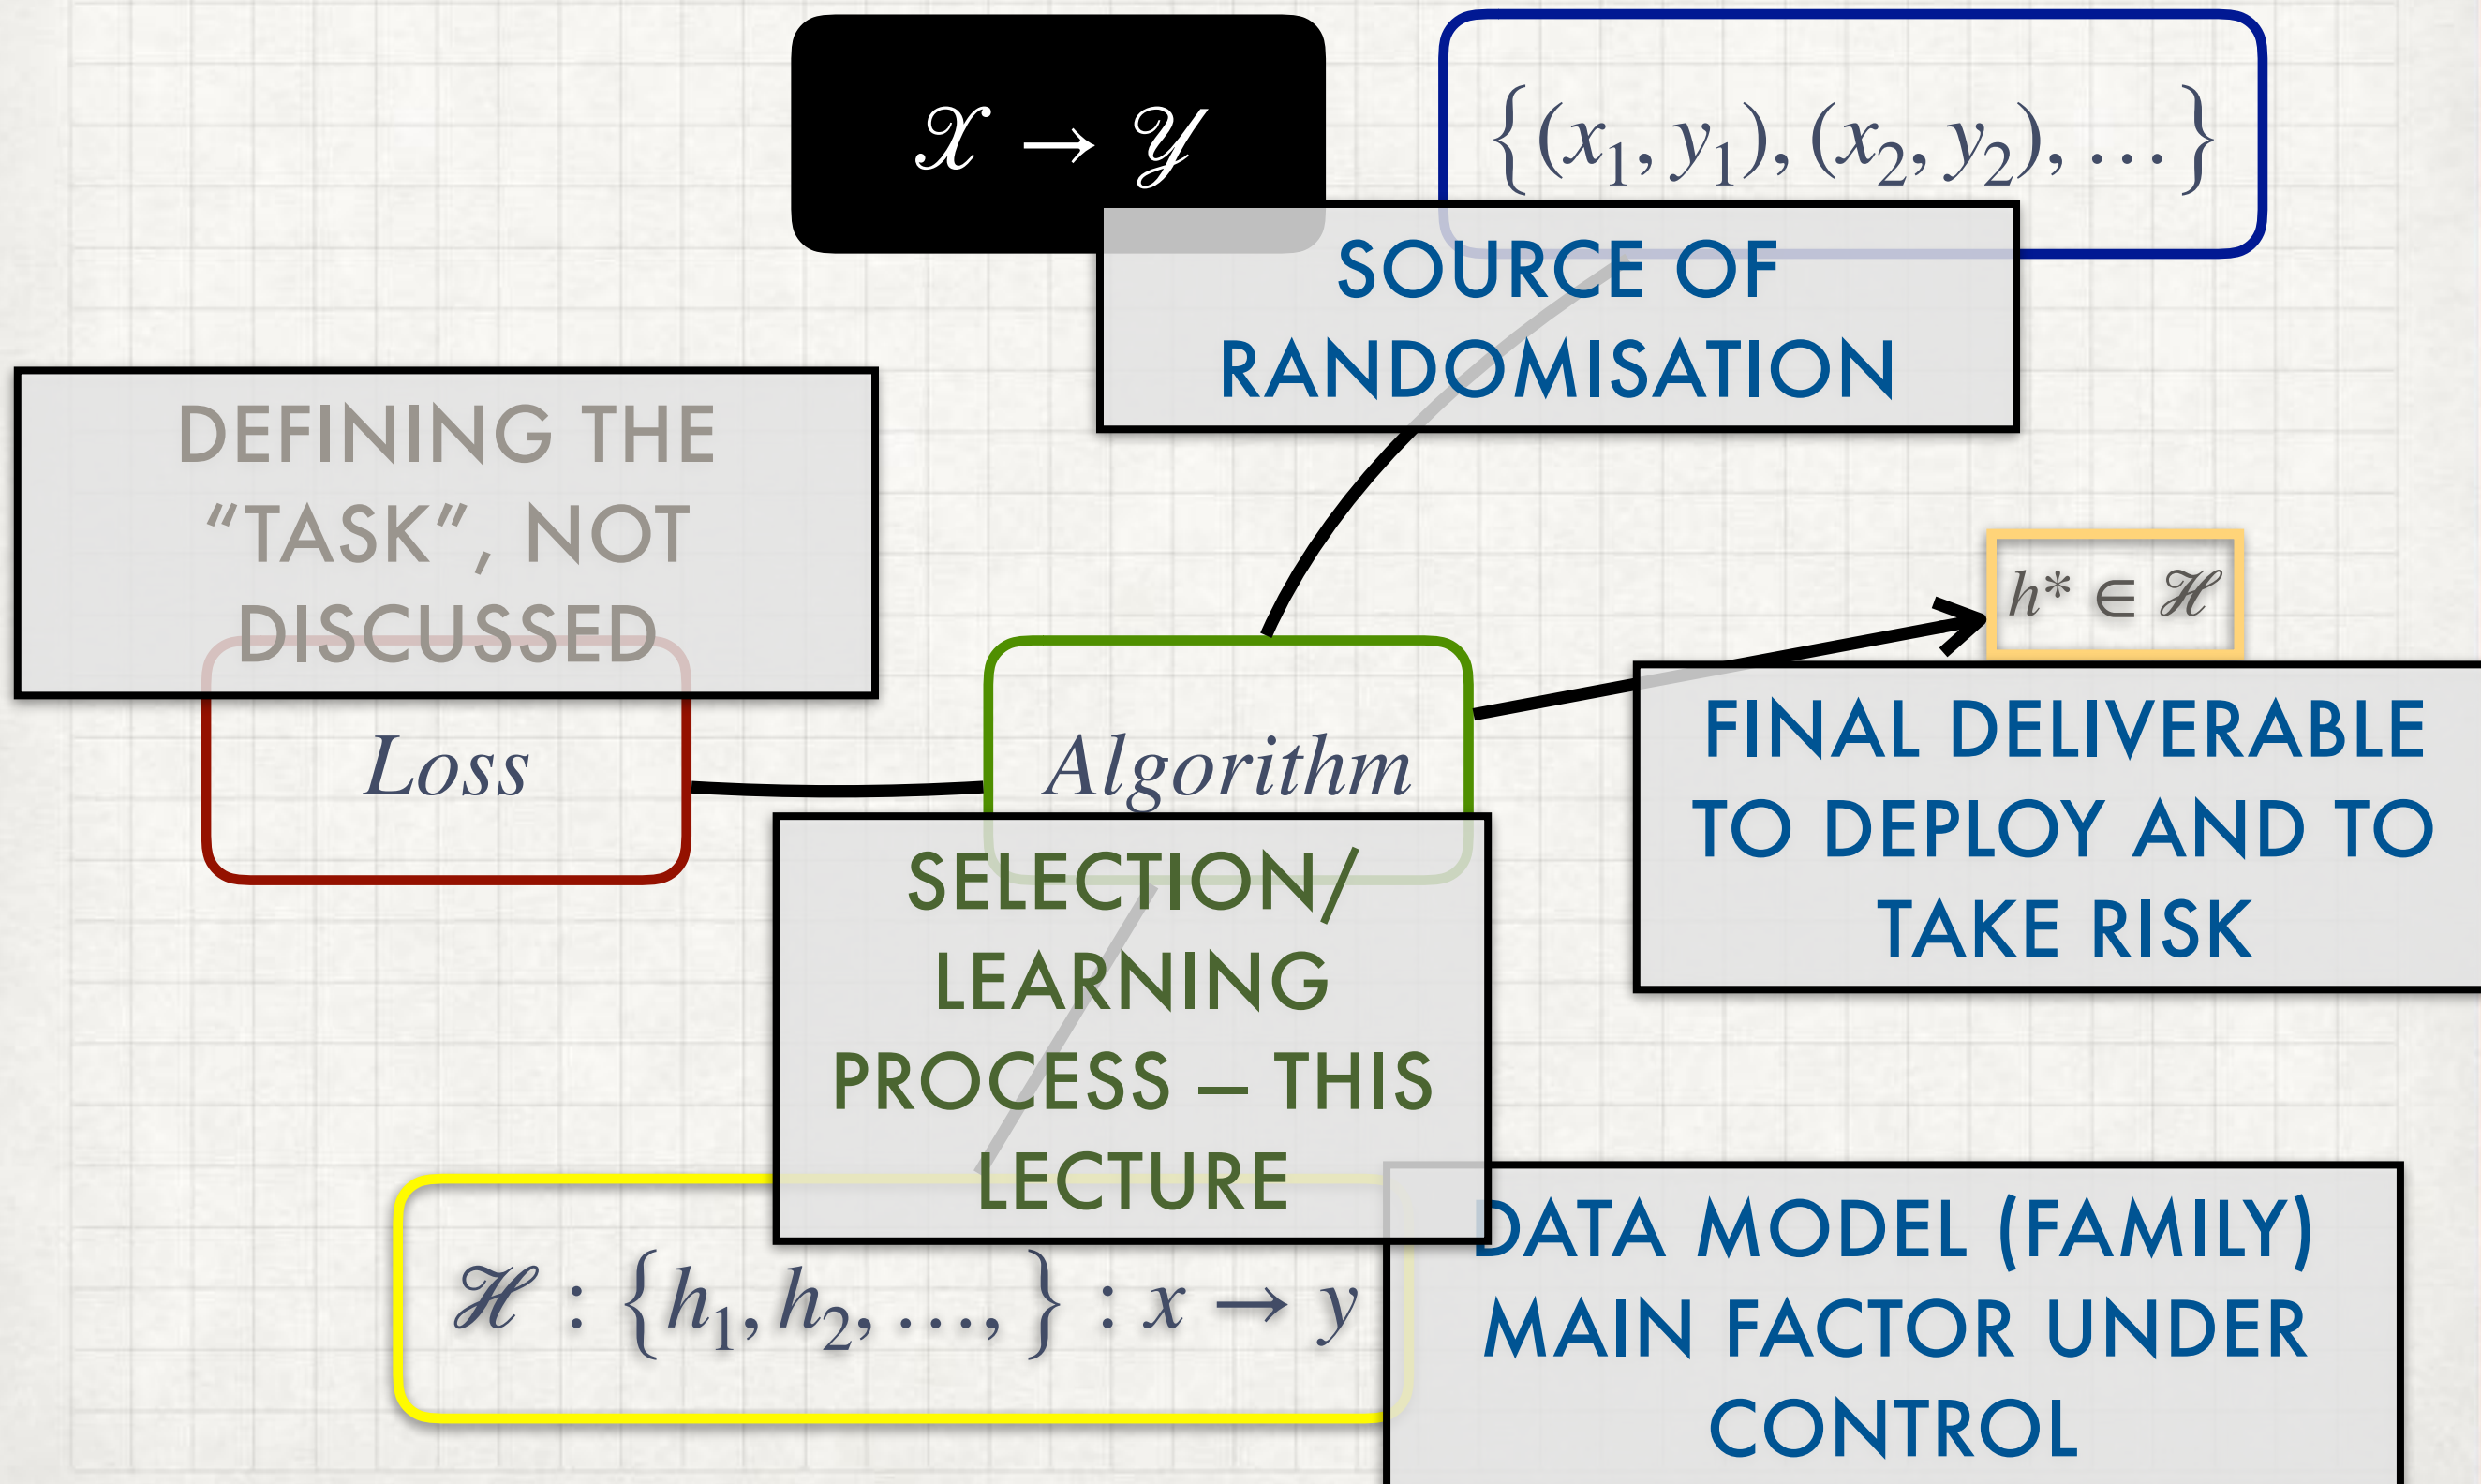 𝒳 → 𝒴
{(x₁, y₁), (x₂, y₂), …}
SOURCE OF
RANDOMISATION
DEFINING THE
“TASK”, NOT
DISCUSSED
h* ∈ ℋ
Loss
Algorithm
FINAL DELIVERABLE
TO DEPLOY AND TO
TAKE RISK
SELECTION/
LEARNING
PROCESS — THIS
LECTURE
ℋ : {h₁, h₂, …, } : x → y
DATA MODEL (FAMILY)
MAIN FACTOR UNDER
CONTROL